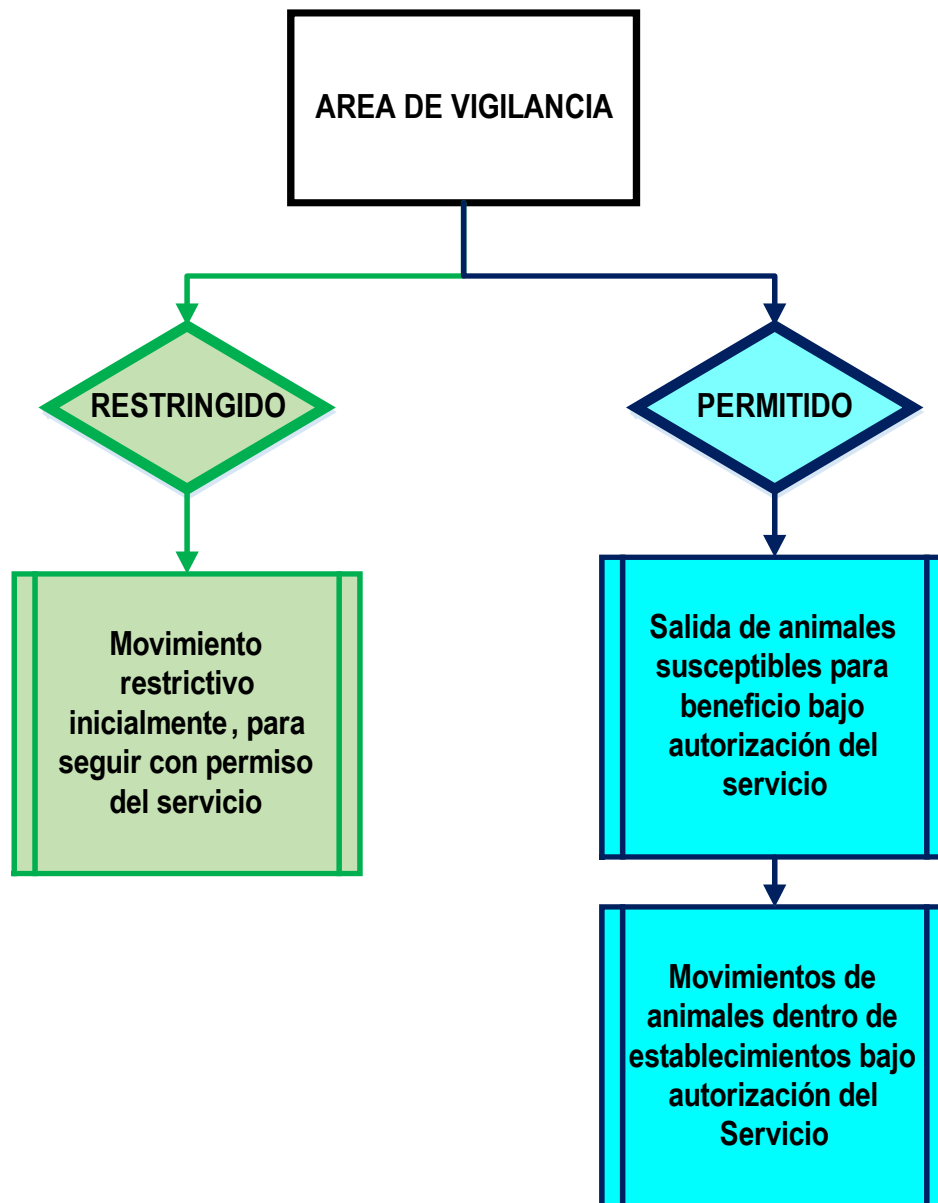 AREA DE VIGILANCIA
RESTRINGIDO
PERMITIDO
Movimiento
restrictivo
inicialmente, para
seguir con permiso
del servicio
Salida de animales
susceptibles para
beneficio bajo
autorización del
servicio
Movimientos de
animales dentro de
establecimientos bajo
autorización del
Servicio